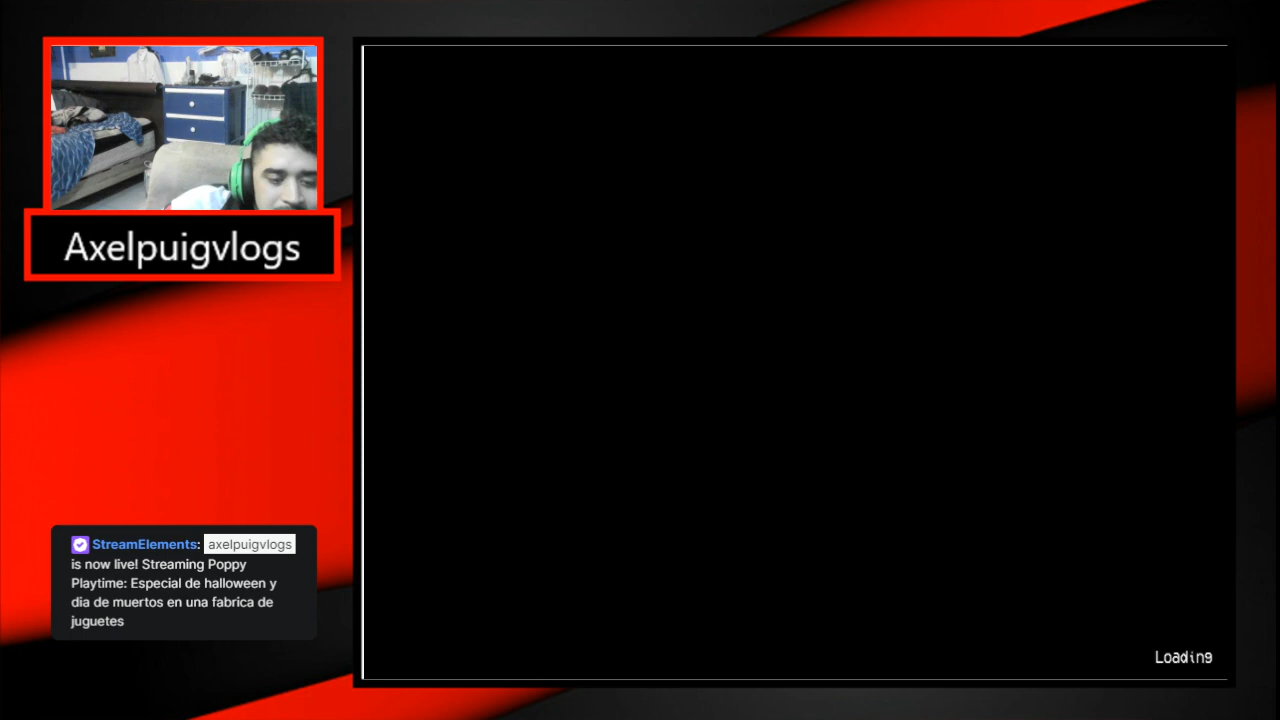 Axelpuigvlogs
StreamElements: axelpuigvlogs
is now live! Streaming Poppy
Playtime: Especial de halloween y
dia de muertos en una fabrica de
juguetes
Loading